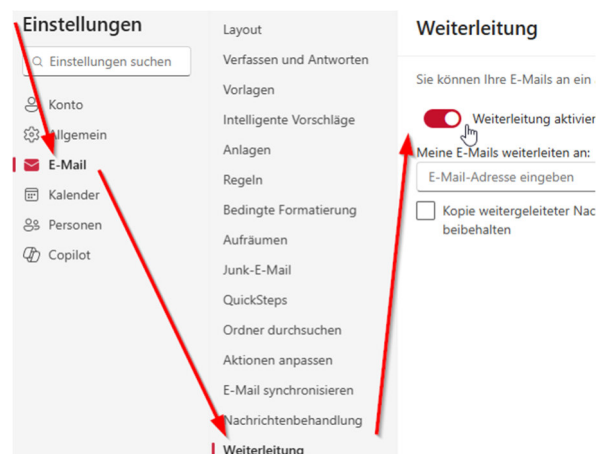 Einstellungen
Einstellungen suchen
Konto
Allgemein
E-Mail
Kalender
Personen
Copilot
Layout
Verfassen und Antworten
Vorlagen
Intelligente Vorschläge
Anlagen
Regeln
Bedingte Formatierung
Aufräumen
Junk-E-Mail
QuickSteps
Ordner durchsuchen
Aktionen anpassen
E-Mail synchronisieren
Nachrichtenbehandlung
Weiterleitung
Weiterleitung
Sie können Ihre E-Mails an ein
Weiterleitung aktivier
Meine E-Mails weiterleiten an:
E-Mail-Adresse eingeben
Kopie weitergeleiteter Nac
beibehalten